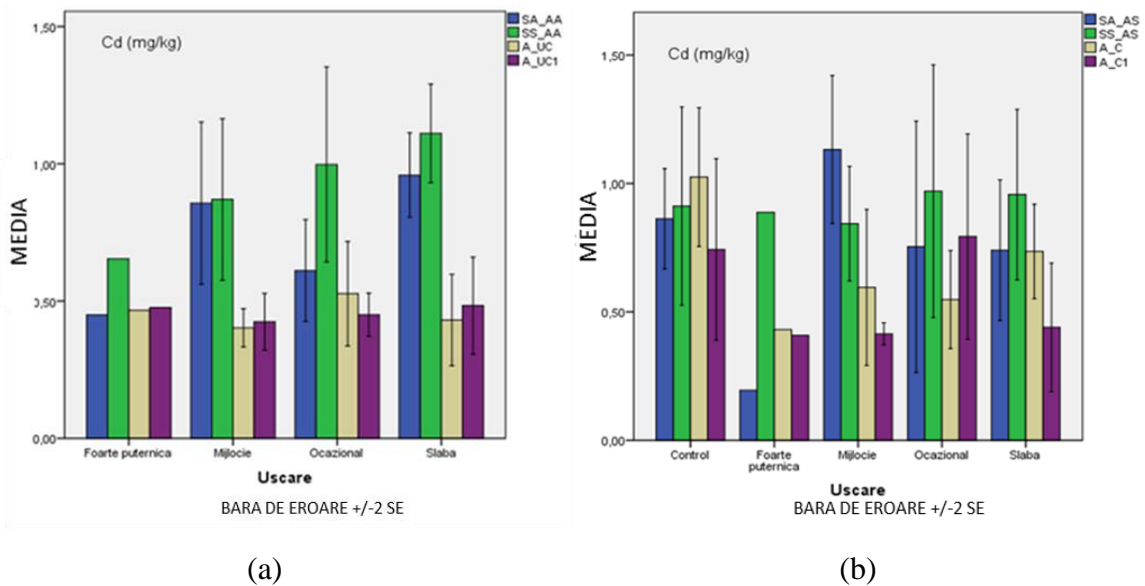 1,50
1,00
0,50
0,00
MEDIA
Cd (mg/kg)
SA_AA
SS_AA
A_UC
A_UC1
Foarte puternica
Mijlocie
Ocazional
Slaba
Uscare
BARA DE EROARE +/-2 SE
(a)
1,50
1,00
0,50
0,00
MEDIA
Cd (mg/kg)
SA_AS
SS_AS
A_C
A_C1
Control
Foarte
puternica
Mijlocie
Ocazional
Slaba
Uscare
BARA DE EROARE +/-2 SE
(b)